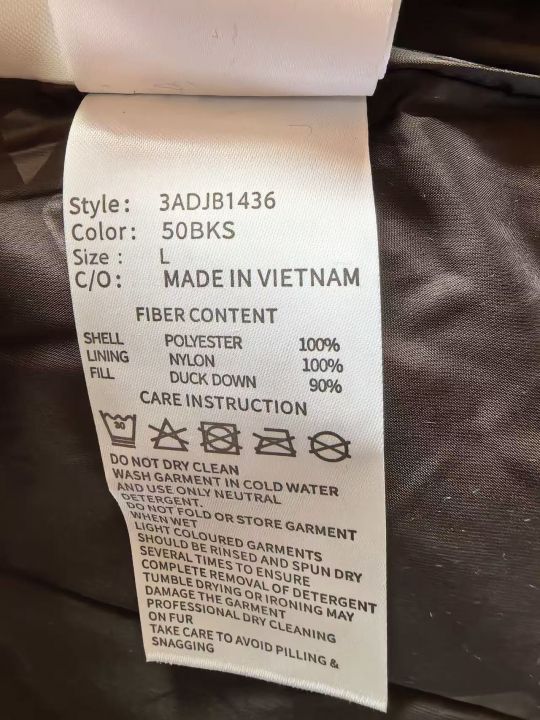 Style: 3ADJB1436
Color: 50BKS
Size : L
C/O: MADE IN VIETNAM
FIBER CONTENT
SHELL POLYESTER 100%
LINING NYLON 100%
FILL DUCK DOWN 90%
CARE INSTRUCTION
30
DO NOT DRY CLEAN
WASH GARMENT IN COLD WATER
AND USE ONLY NEUTRAL
DETERGENT.
DO NOT FOLD OR STORE GARMENT
WHEN WET
LIGHT COLOURED GARMENTS
SHOULD BE RINSED AND SPUN DRY
SEVERAL TIMES TO ENSURE
COMPLETE REMOVAL OF DETERGENT
TUMBLE DRYING OR IRONING MAY
DAMAGE THE GARMENT
PROFESSIONAL DRY CLEANING
ON FUR
TAKE CARE TO AVOID PILLING &
SNAGGING